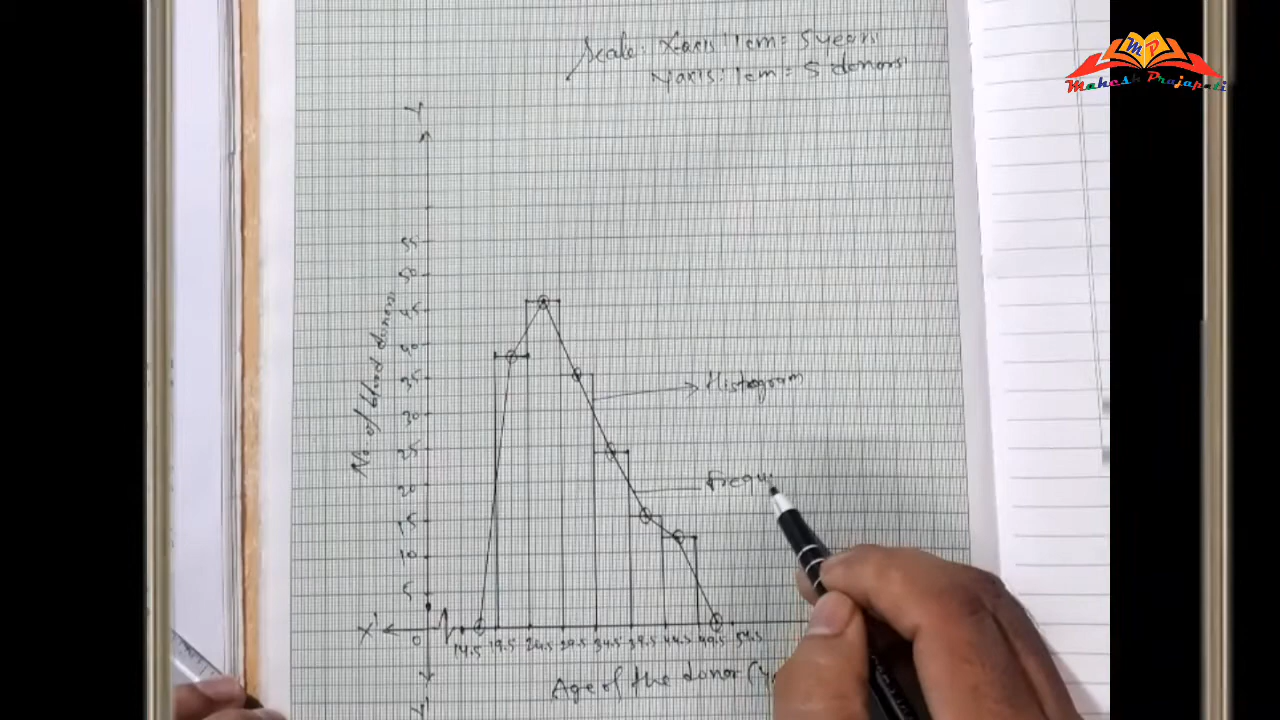 Scale: X-axis: 1cm = 5 years
Y-axis: 1cm = 5 donors
MP
Mahesh Prajapati
Y
55
50
45
40
35
30
25
20
15
10
5
No of blood donors
Histogram
Frequ
X'
0
14.5 19.5 24.5 29.5 34.5 39.5 44.5 49.5 54.5
Age of the donor (y
Y'